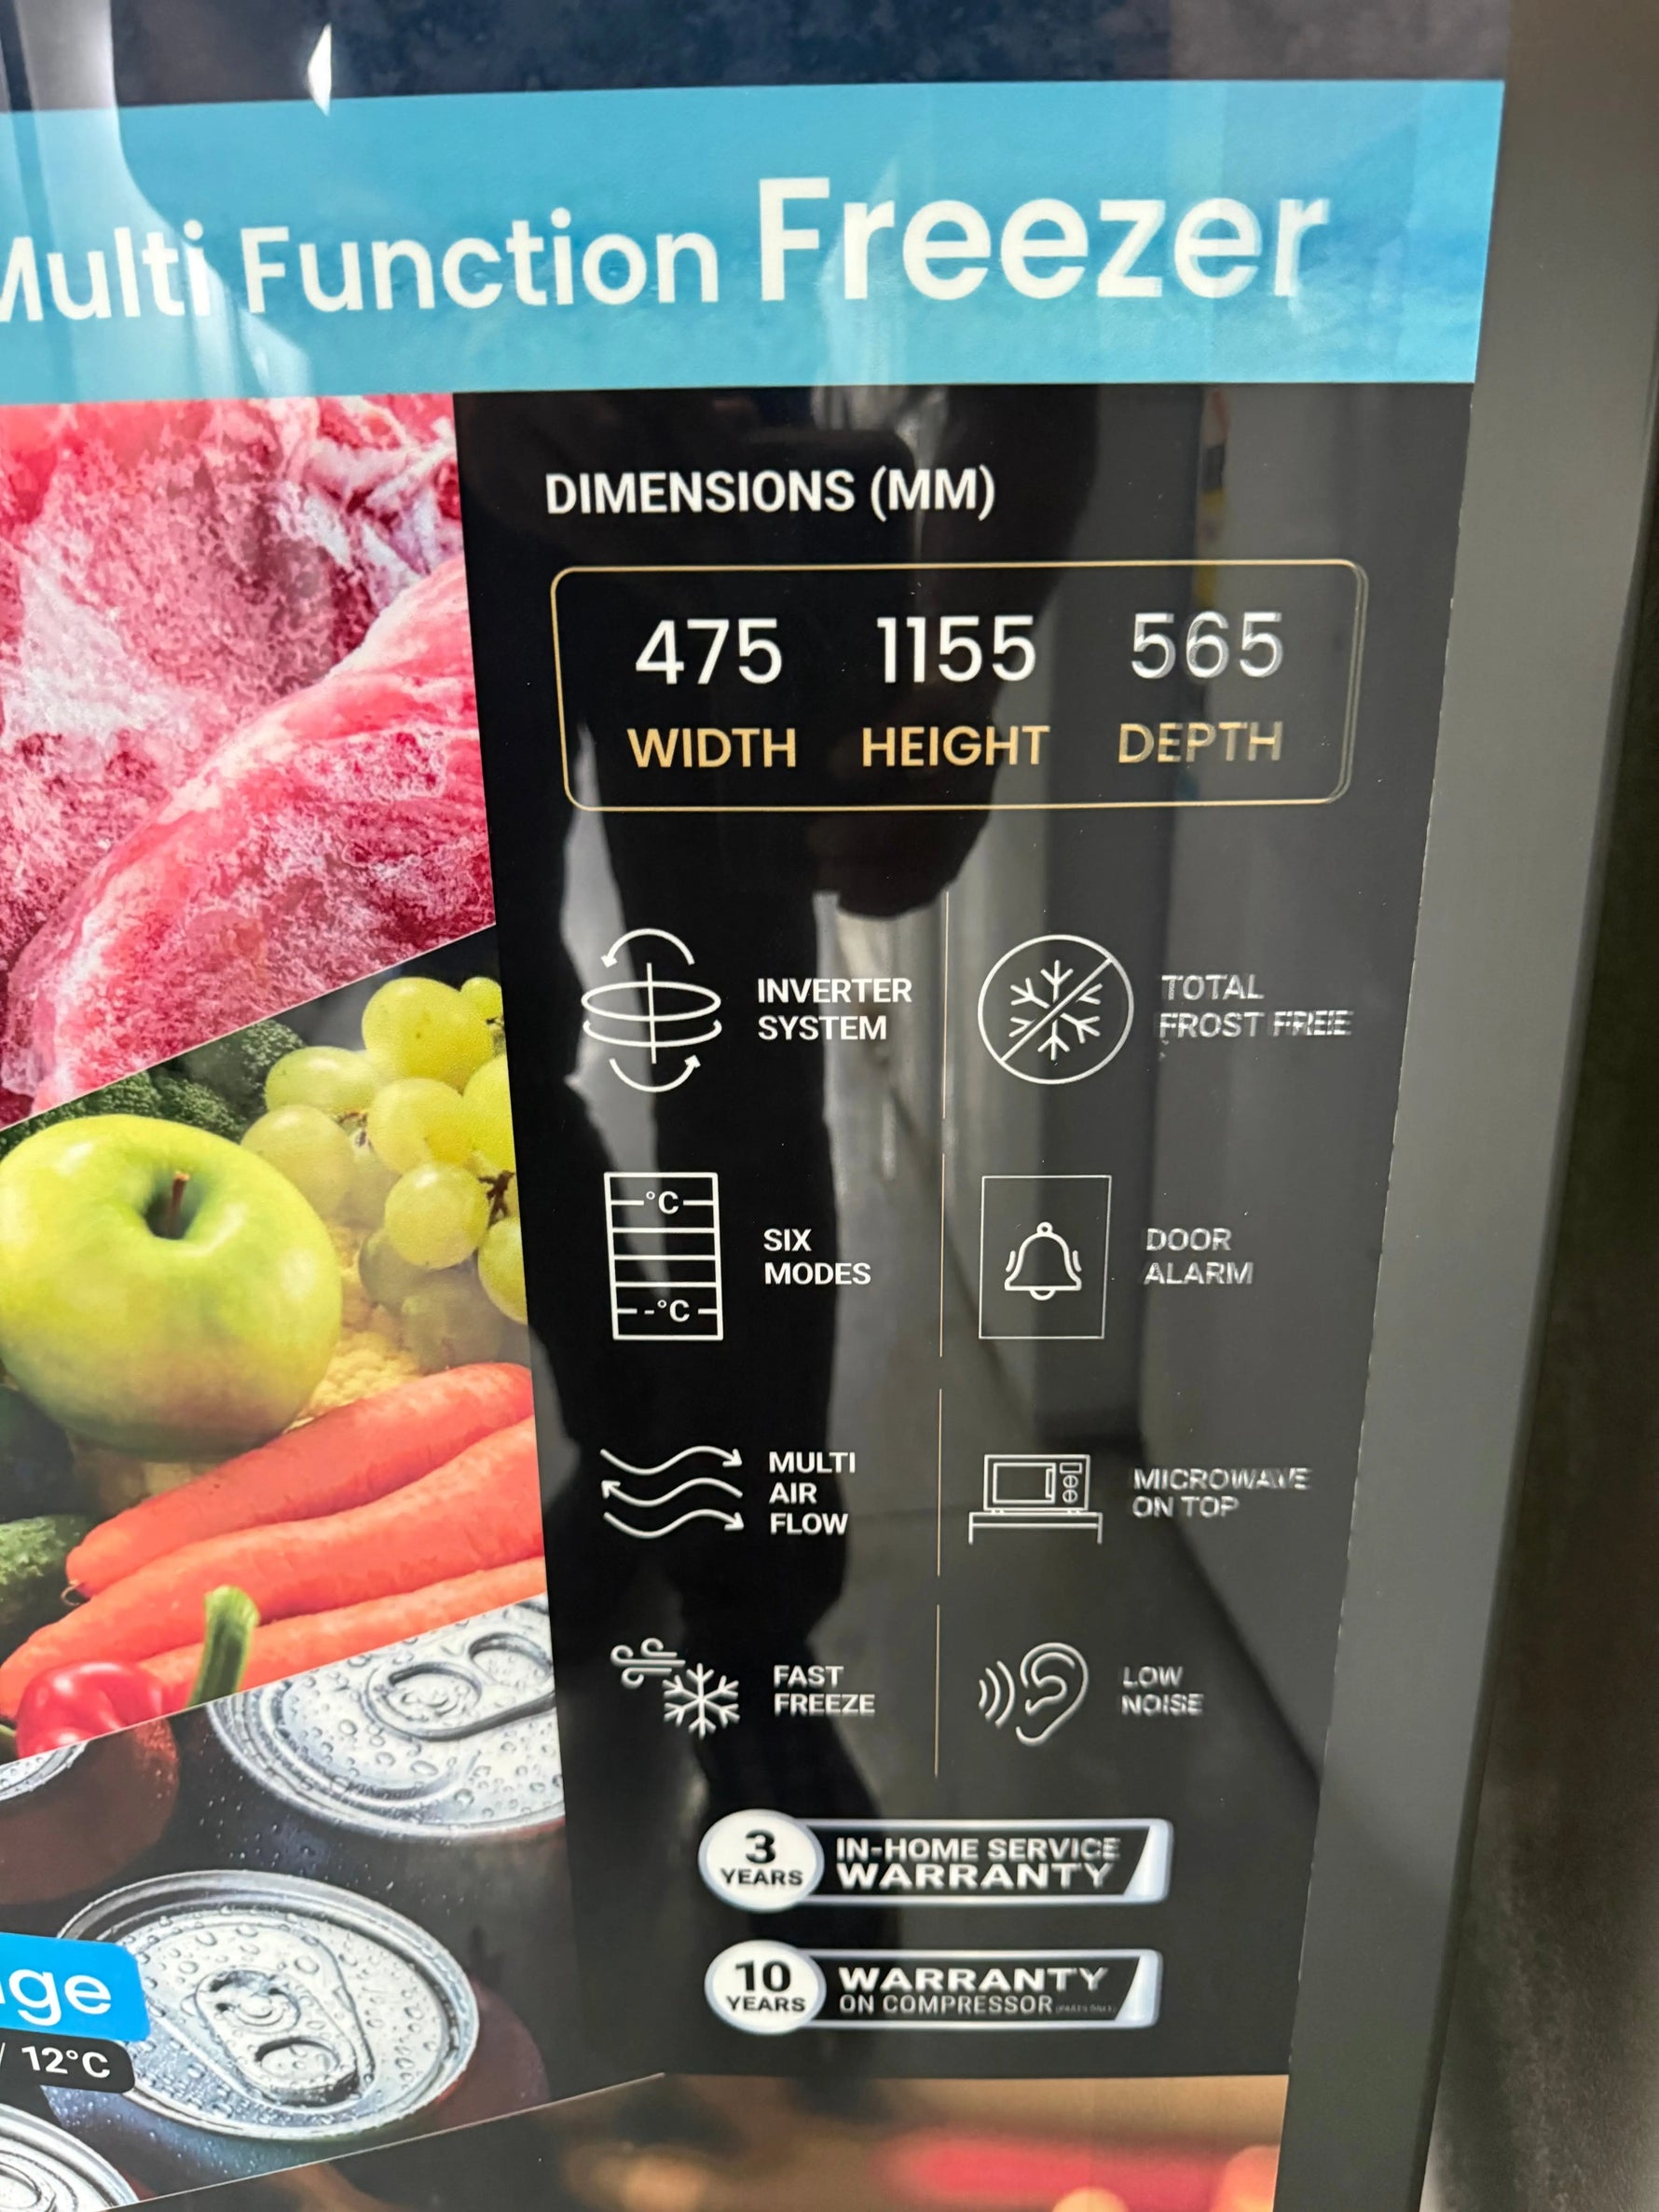 Multi Function Freezer
DIMENSIONS (MM)
475 1155 565
WIDTH HEIGHT DEPTH
INVERTER
SYSTEM
TOTAL
FROST FREE
°C
-°C
SIX
MODES
DOOR
ALARM
MULTI
AIR
FLOW
MICROWAVE
ON TOP
FAST
FREEZE
LOW
NOISE
3
YEARS
IN-HOME SERVICE
WARRANTY
10
YEARS
WARRANTY
ON COMPRESSOR (PARTS ONLY)
/ 12°C